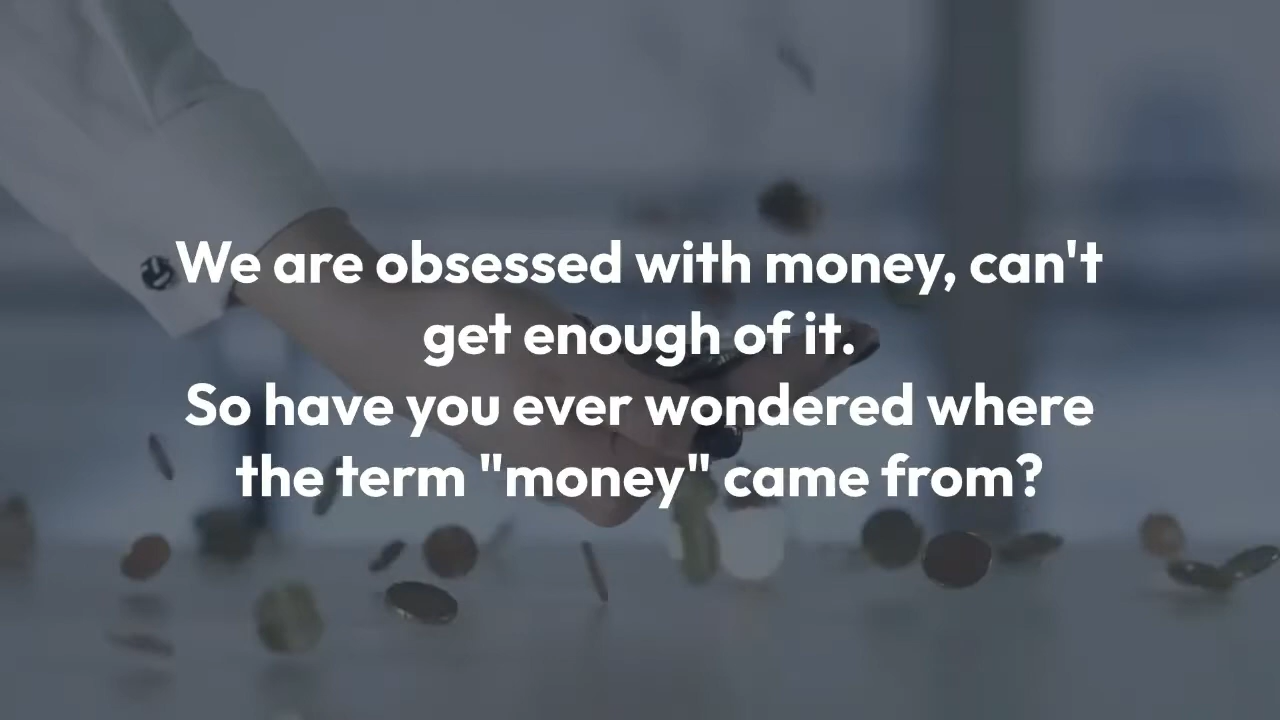 We are obsessed with money, can't
get enough of it.
So have you ever wondered where
the term "money" came from?